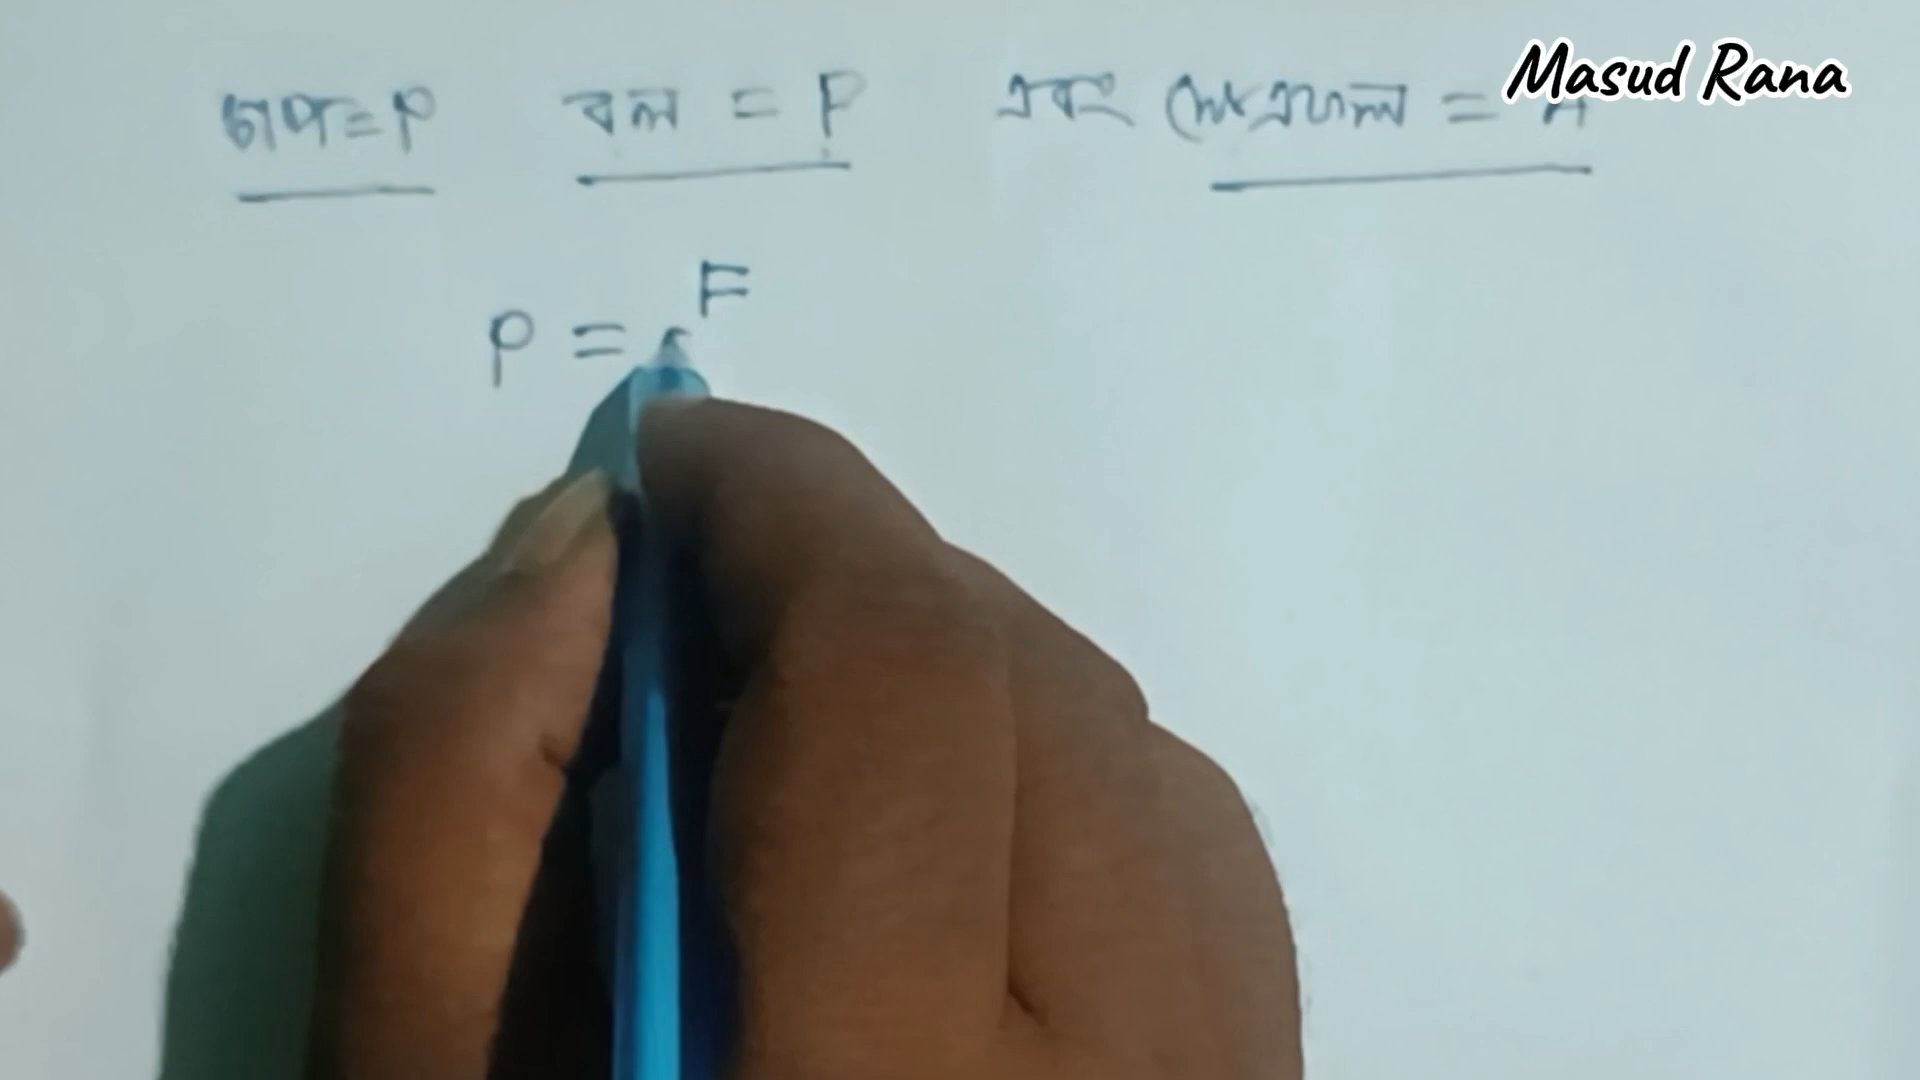 Masud Rana
চাপ = P বল = F এবং ক্ষেত্রফল = A
P = F